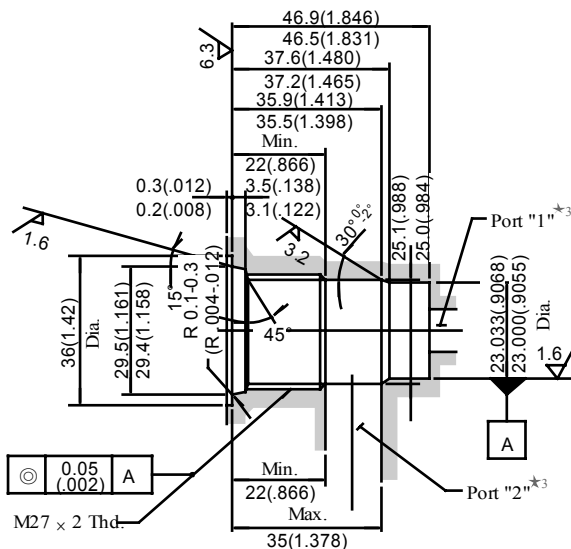 46.9(1.846)
46.5(1.831)
37.6(1.480)
37.2(1.465)
35.9(1.413)
35.5(1.398)
Min.
22(.866)
6.3
0.3(.012)
0.2(.008)
3.5(.138)
3.1(.122)
1.6
3.2
30° 0° -2°
25.1(.988)
25.0(.984)
Port "1"★3
36(1.42)
Dia.
29.5(1.161)
29.4(1.158)
15°
R 0.1-0.3
(R .004-.012)
45°
23.033(.9068)
23.000(.9055)
Dia.
1.6
A
◎ 0.05 (.002) A
M27 × 2 Thd.
Min.
22(.866)
Max.
35(1.378)
Port "2"★3